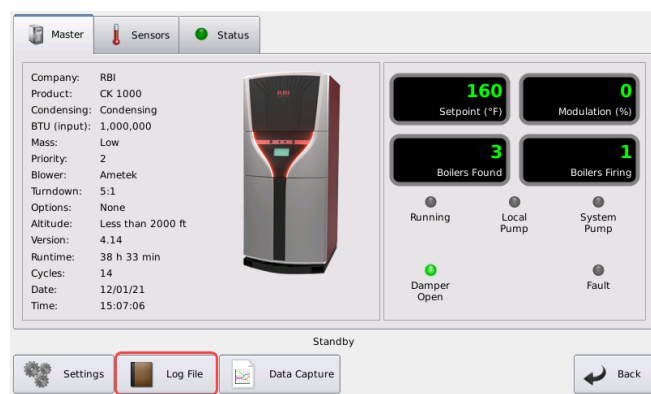 Master
Sensors
Status
Company: RBI
Product: CK 1000
Condensing: Condensing
BTU (input): 1,000,000
Mass: Low
Priority: 2
Blower: Ametek
Turndown: 5:1
Options: None
Altitude: Less than 2000 ft
Version: 4.14
Runtime: 38 h 33 min
Cycles: 14
Date: 12/01/21
Time: 15:07:06
RBI
160
Setpoint (°F)
0
Modulation (%)
3
Boilers Found
1
Boilers Firing
Running
Local
Pump
System
Pump
Damper
Open
Fault
Standby
Settings
Log File
Data Capture
Back